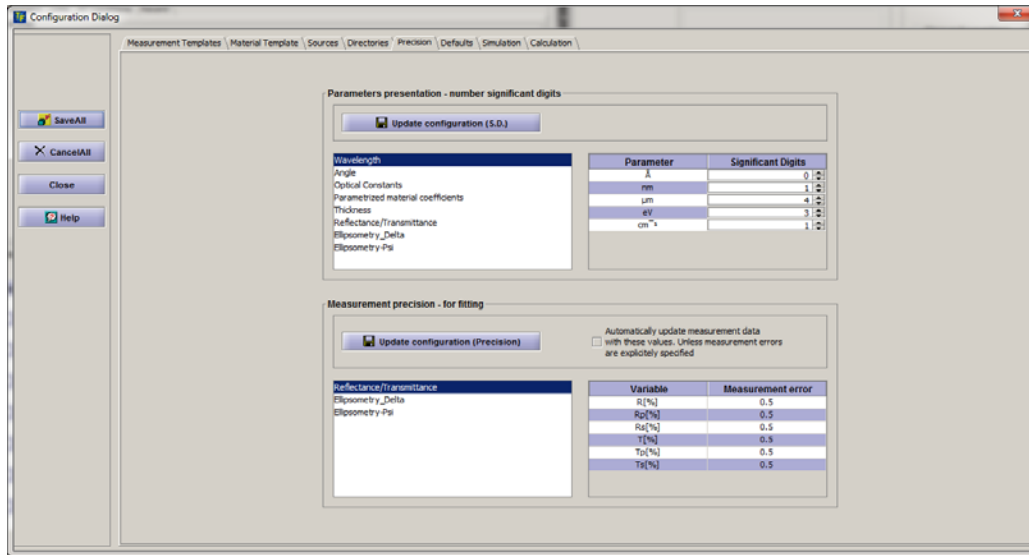 Configuration Dialog
Measurement Templates \ Material Template \ Sources \ Directories \ Precision \ Defaults \ Simulation \ Calculation \
SaveAll
CancelAll
Close
Help
Parameters presentation - number significant digits
Update configuration (S.D.)
Wavelength
Angle
Optical Constants
Parametrized material coefficients
Thickness
Reflectance/Transmittance
Ellipsometry_Delta
Ellipsometry-Psi
Parameter Significant Digits
Å 0
nm 1
µm 4
eV 3
cm⁻¹ 1
Measurement precision - for fitting
Update configuration (Precision)
Automatically update measurement data
with these values. Unless measurement errors
are explicitely specified
Reflectance/Transmittance
Ellipsometry_Delta
Ellipsometry-Psi
Variable Measurement error
R[%] 0.5
Rp[%] 0.5
Rs[%] 0.5
T[%] 0.5
Tp[%] 0.5
Ts[%] 0.5